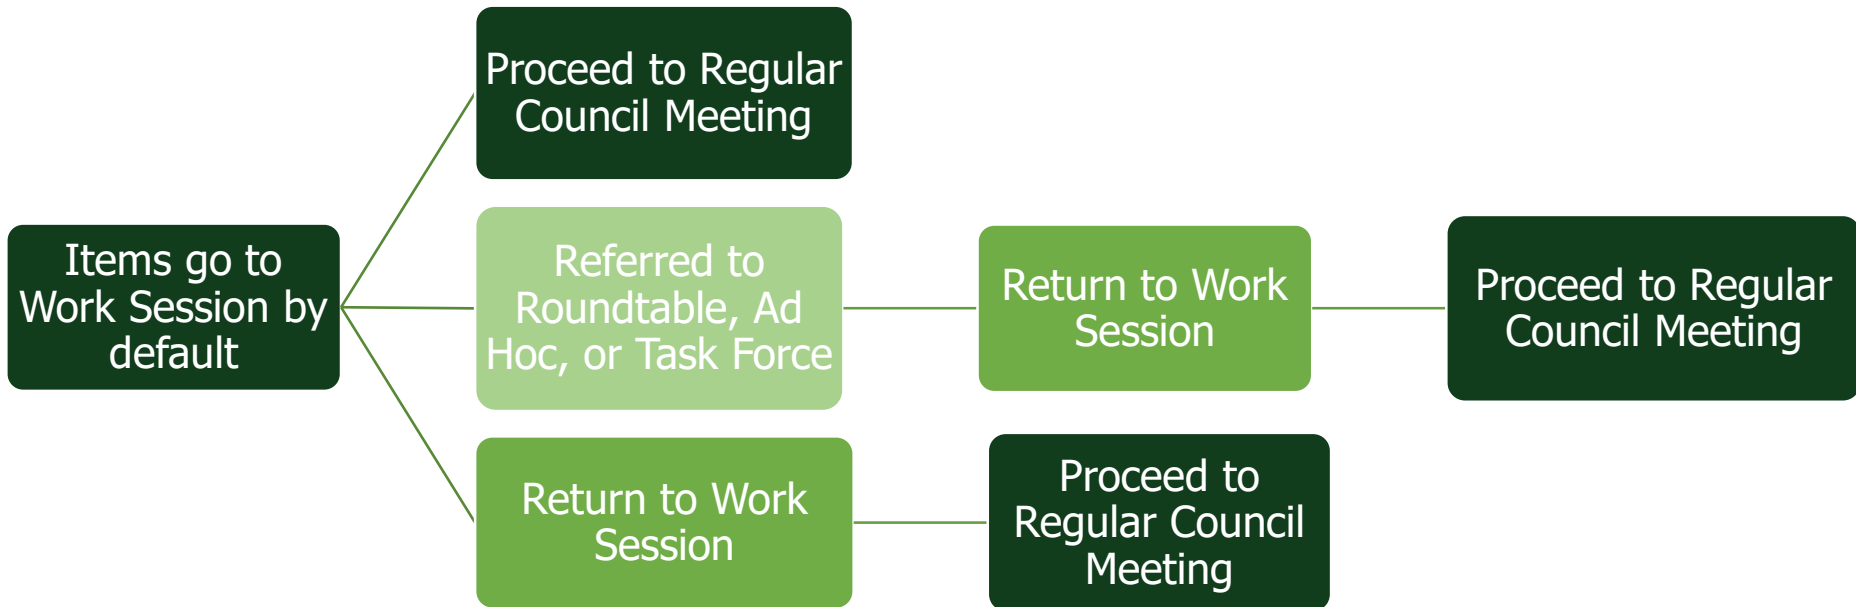 Proceed to Regular
Council Meeting
Items go to
Work Session by
default
Referred to
Roundtable, Ad
Hoc, or Task Force
Return to Work
Session
Proceed to Regular
Council Meeting
Return to Work
Session
Proceed to
Regular Council
Meeting